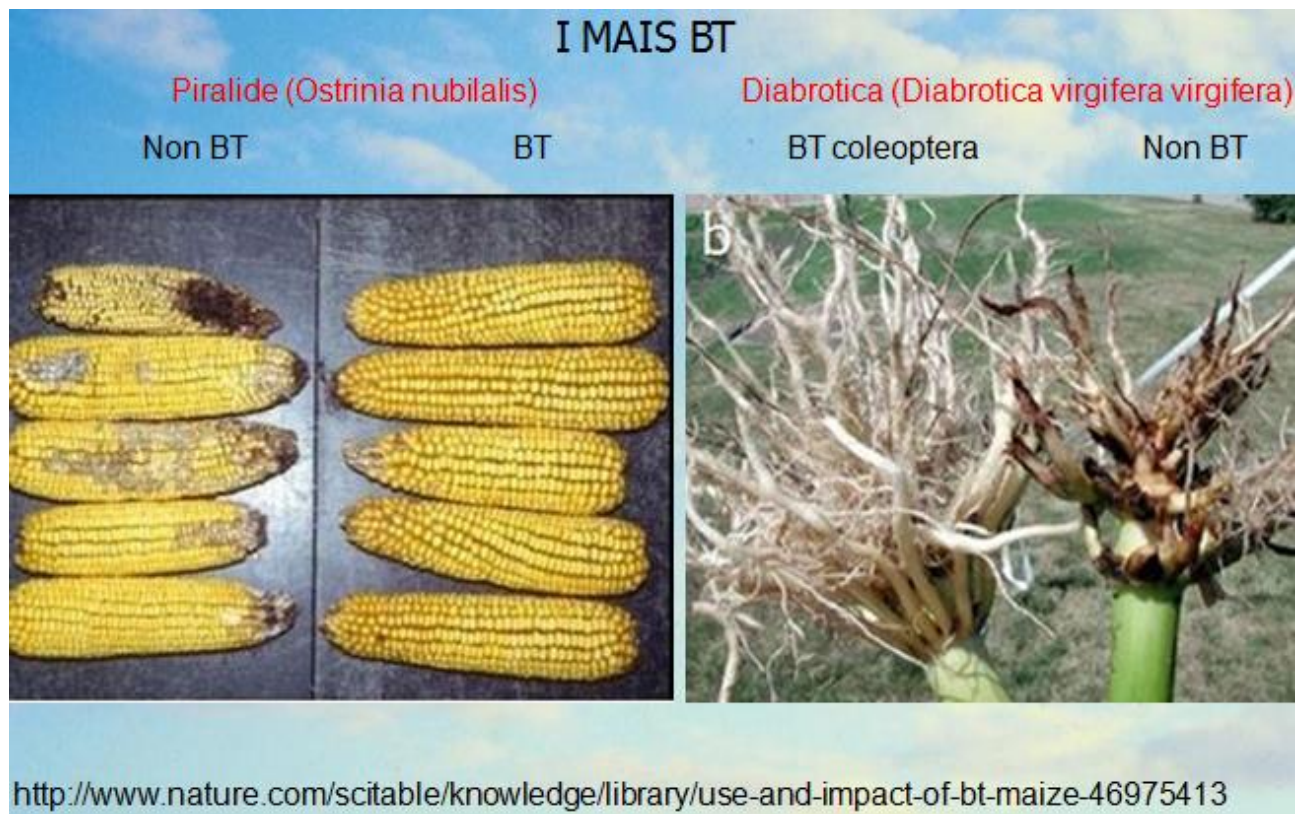 I MAIS BT
Piralide (Ostrinia nubilalis)
Diabrotica (Diabrotica virgifera virgifera)
Non BT
BT
BT coleoptera
Non BT
b
http://www.nature.com/scitable/knowledge/library/use-and-impact-of-bt-maize-46975413